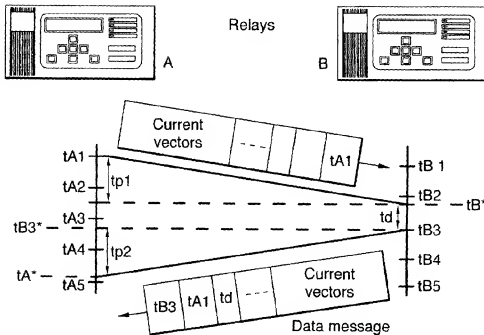 Relays
A
B
Current vectors
tA1
tA1
tA2
tA3
tB3*
tA4
tA*
tA5
tp1
tp2
td
tB 1
tB2
tB*
tB3
tB4
tB5
tB3 tA1 td Current vectors
Data message